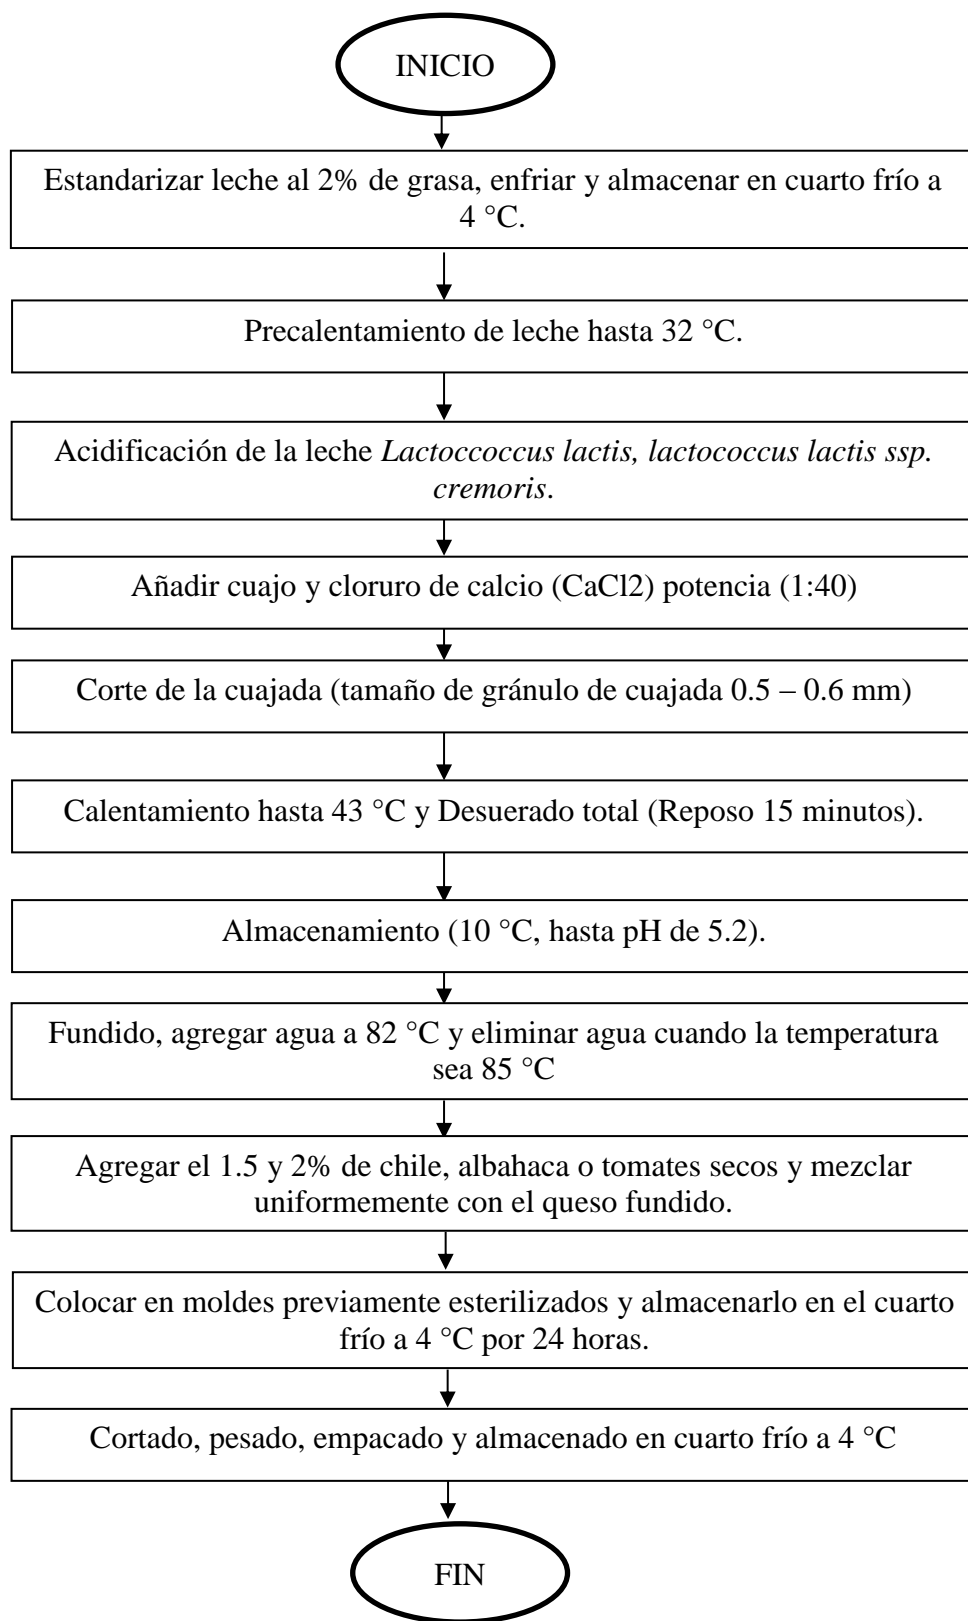 INICIO
Estandarizar leche al 2% de grasa, enfriar y almacenar en cuarto frío a
4 °C.
Precalentamiento de leche hasta 32 °C.
Acidificación de la leche Lactoccoccus lactis, lactococcus lactis ssp.
cremoris.
Añadir cuajo y cloruro de calcio (CaCl2) potencia (1:40)
Corte de la cuajada (tamaño de gránulo de cuajada 0.5 – 0.6 mm)
Calentamiento hasta 43 °C y Desuerado total (Reposo 15 minutos).
Almacenamiento (10 °C, hasta pH de 5.2).
Fundido, agregar agua a 82 °C y eliminar agua cuando la temperatura
sea 85 °C
Agregar el 1.5 y 2% de chile, albahaca o tomates secos y mezclar
uniformemente con el queso fundido.
Colocar en moldes previamente esterilizados y almacenarlo en el cuarto
frío a 4 °C por 24 horas.
Cortado, pesado, empacado y almacenado en cuarto frío a 4 °C
FIN